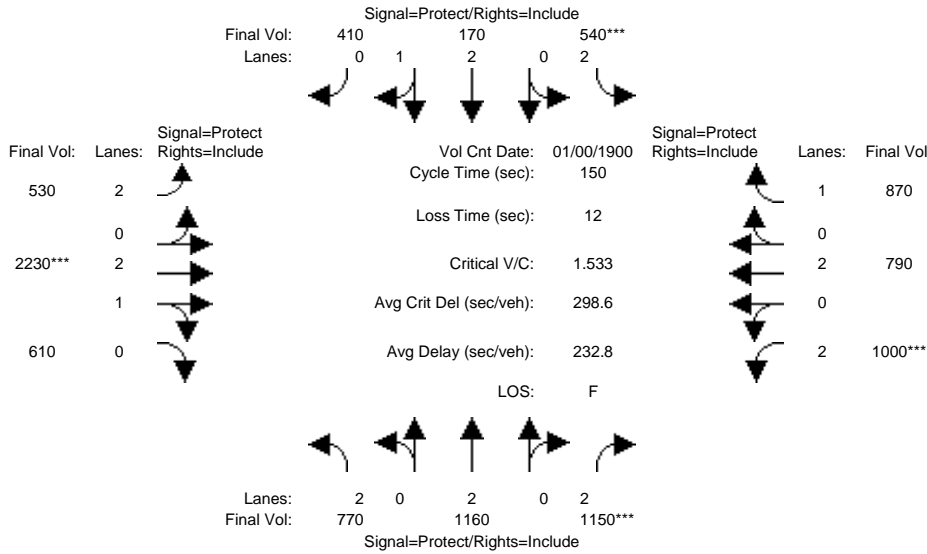 Signal=Protect/Rights=Include
Final Vol: 410 170 540***
Lanes: 0 1 2 0 2
Signal=Protect
Final Vol: Lanes: Rights=Include
Vol Cnt Date: 01/00/1900
Signal=Protect
Rights=Include Lanes: Final Vol
Cycle Time (sec): 150
530 2
1 870
Loss Time (sec): 12
0
0
2230*** 2
Critical V/C: 1.533
2 790
1
Avg Crit Del (sec/veh): 298.6
0
610 0
Avg Delay (sec/veh): 232.8
2 1000***
LOS: F
Lanes: 2 0 2 0 2
Final Vol: 770 1160 1150***
Signal=Protect/Rights=Include